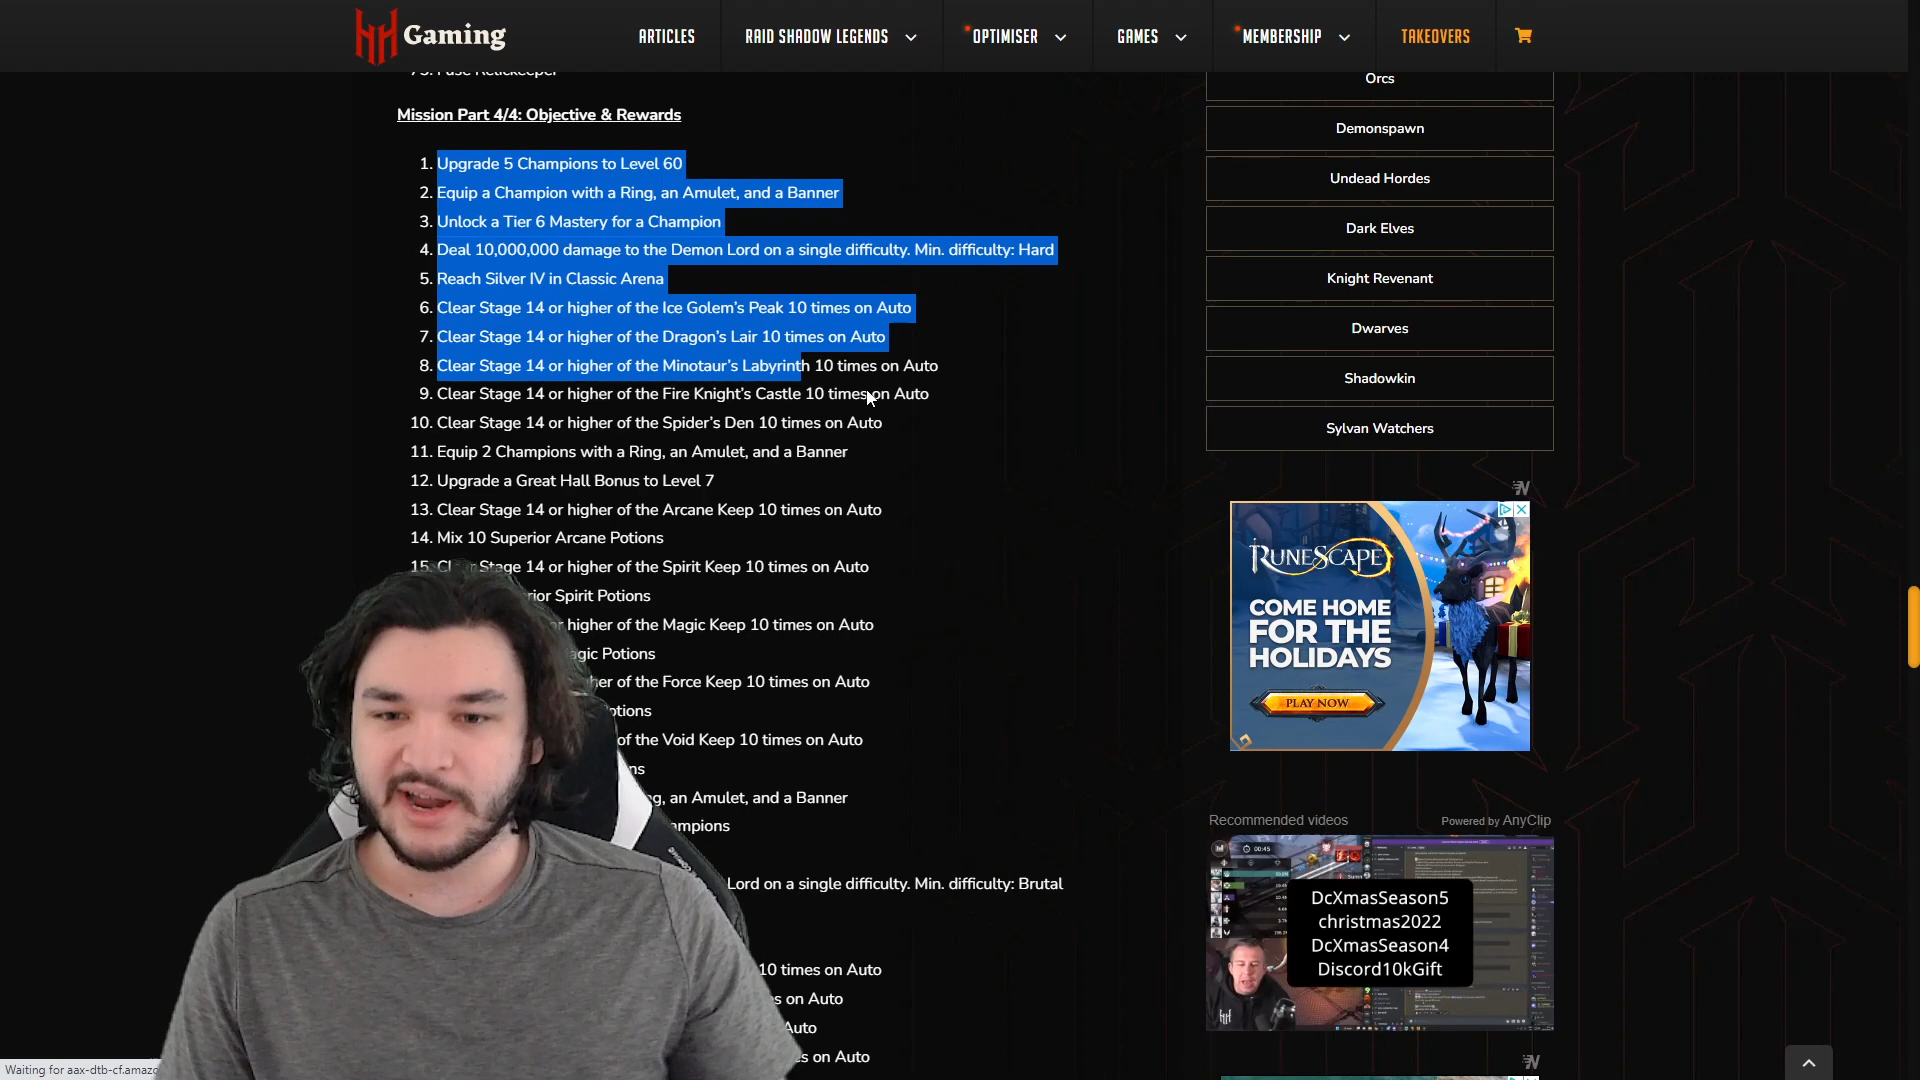 Gaming
ARTICLES
RAID SHADOW LEGENDS
OPTIMISER
GAMES
MEMBERSHIP
TAKEOVERS
Mission Part 4/4: Objective & Rewards
1. Upgrade 5 Champions to Level 60
2. Equip a Champion with a Ring, an Amulet, and a Banner
3. Unlock a Tier 6 Mastery for a Champion
4. Deal 10,000,000 damage to the Demon Lord on a single difficulty. Min. difficulty: Hard
5. Reach Silver IV in Classic Arena
6. Clear Stage 14 or higher of the Ice Golem’s Peak 10 times on Auto
7. Clear Stage 14 or higher of the Dragon’s Lair 10 times on Auto
8. Clear Stage 14 or higher of the Minotaur’s Labyrinth 10 times on Auto
9. Clear Stage 14 or higher of the Fire Knight’s Castle 10 times on Auto
10. Clear Stage 14 or higher of the Spider’s Den 10 times on Auto
11. Equip 2 Champions with a Ring, an Amulet, and a Banner
12. Upgrade a Great Hall Bonus to Level 7
13. Clear Stage 14 or higher of the Arcane Keep 10 times on Auto
14. Mix 10 Superior Arcane Potions
15. Stage 14 or higher of the Spirit Keep 10 times on Auto
Spirit Potions
higher of the Magic Keep 10 times on Auto
Potions
of the Force Keep 10 times on Auto
of the Void Keep 10 times on Auto
an Amulet, and a Banner
Lord on a single difficulty. Min. difficulty: Brutal
10 times on Auto
on Auto
Auto
on Auto
Orcs
Demonspawn
Undead Hordes
Dark Elves
Knight Revenant
Dwarves
Shadowkin
Sylvan Watchers
RUNESCAPE
COME HOME
FOR THE
HOLIDAYS
PLAY NOW
Recommended videos
Powered by AnyClip
00:45
DcXmasSeason5
christmas2022
DcXmasSeason4
Discord10kGift
Waiting for